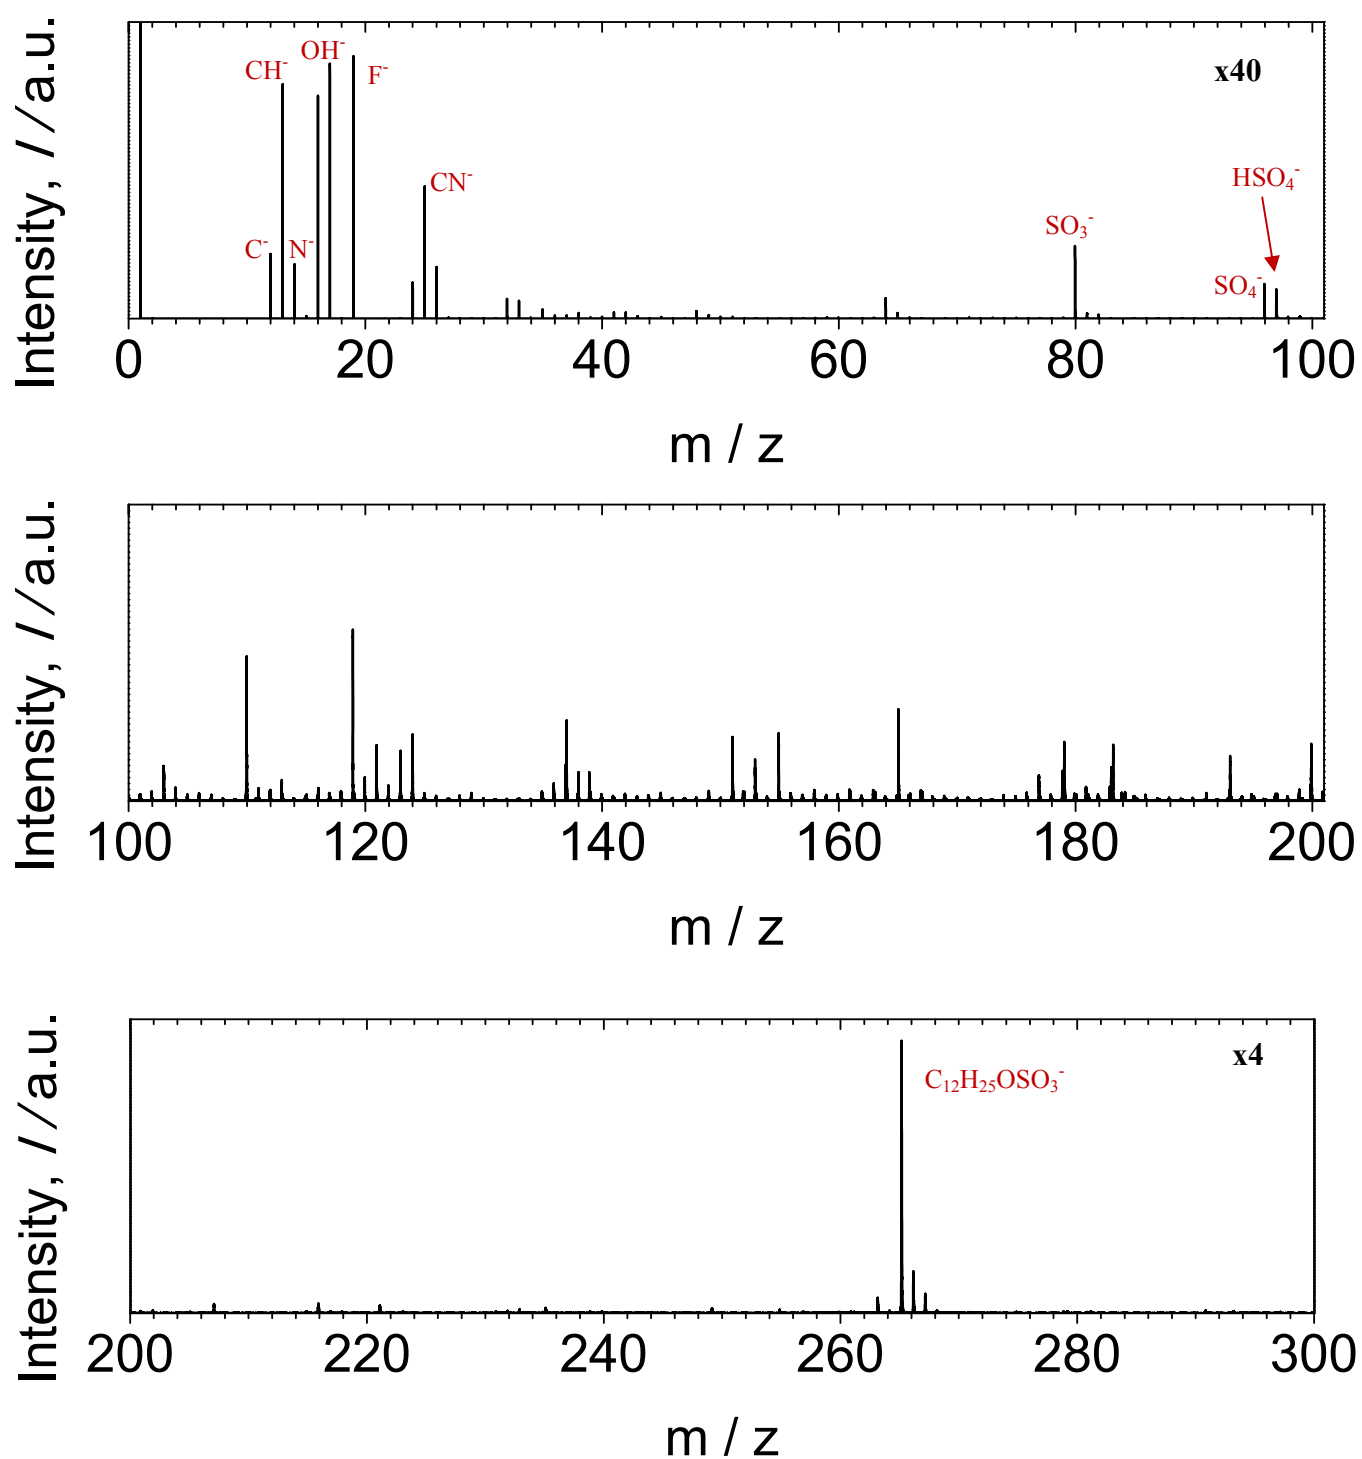 Intensity, I / a.u.
CH⁻
OH⁻
F⁻
x40
C⁻
N⁻
CN⁻
SO₃⁻
HSO₄⁻
SO₄⁻
0 20 40 60 80 100
m / z
Intensity, I / a.u.
100 120 140 160 180 200
m / z
Intensity, I / a.u.
x4
C₁₂H₂₅OSO₃⁻
200 220 240 260 280 300
m / z